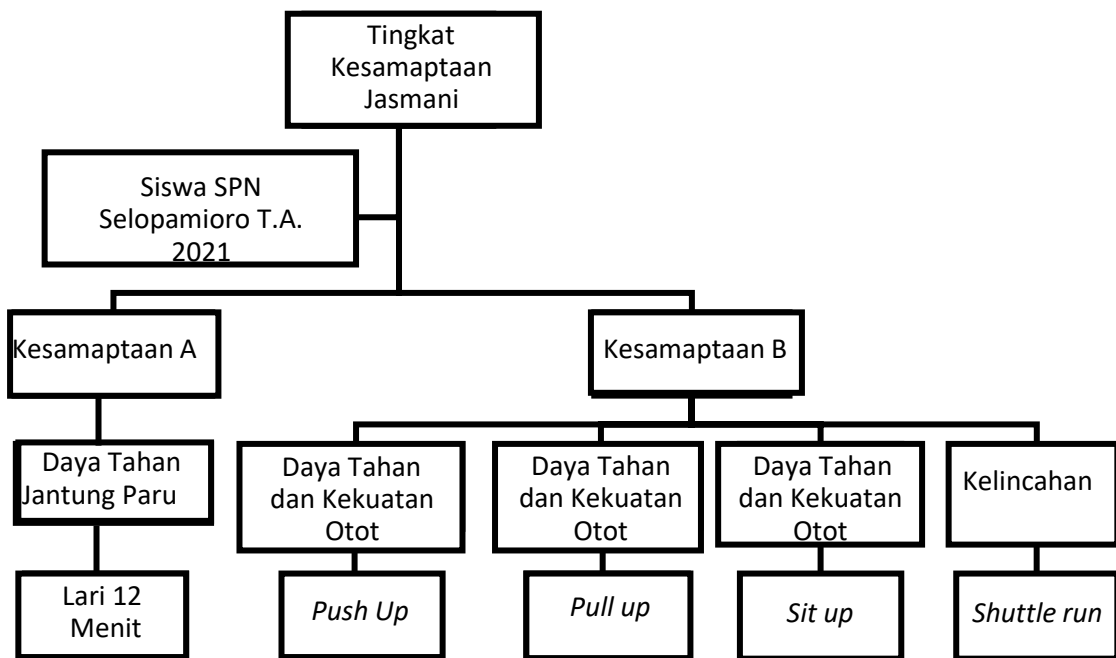 Tingkat
Kesamaptaan
Jasmani
Siswa SPN
Selopamioro T.A.
2021
Kesamaptaan A
Kesamaptaan B
Daya Tahan
Jantung Paru
Daya Tahan
dan Kekuatan
Otot
Daya Tahan
dan Kekuatan
Otot
Daya Tahan
dan Kekuatan
Otot
Kelincahan
Lari 12
Menit
Push Up
Pull up
Sit up
Shuttle run